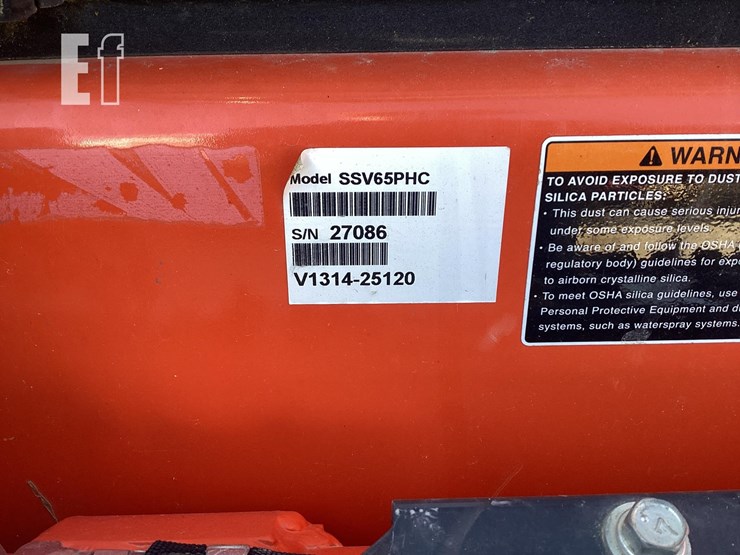 Ef
Model SSV65PHC
S/N 27086
V1314-25120
WARN
TO AVOID EXPOSURE TO DUST
SILICA PARTICLES:
• This dust can cause serious injur
under some exposure levels.
• Be aware of and follow the OSHA
regulatory body) guidelines for exp
to airborn crystalline silica.
• To meet OSHA silica guidelines, use
Personal Protective Equipment and d
systems, such as waterspray systems.